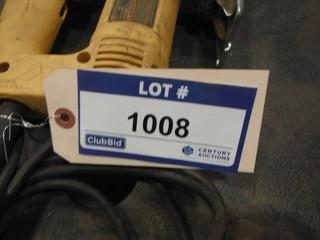 LOT #
1008
ClubBid
CENTURY
AUCTIONS